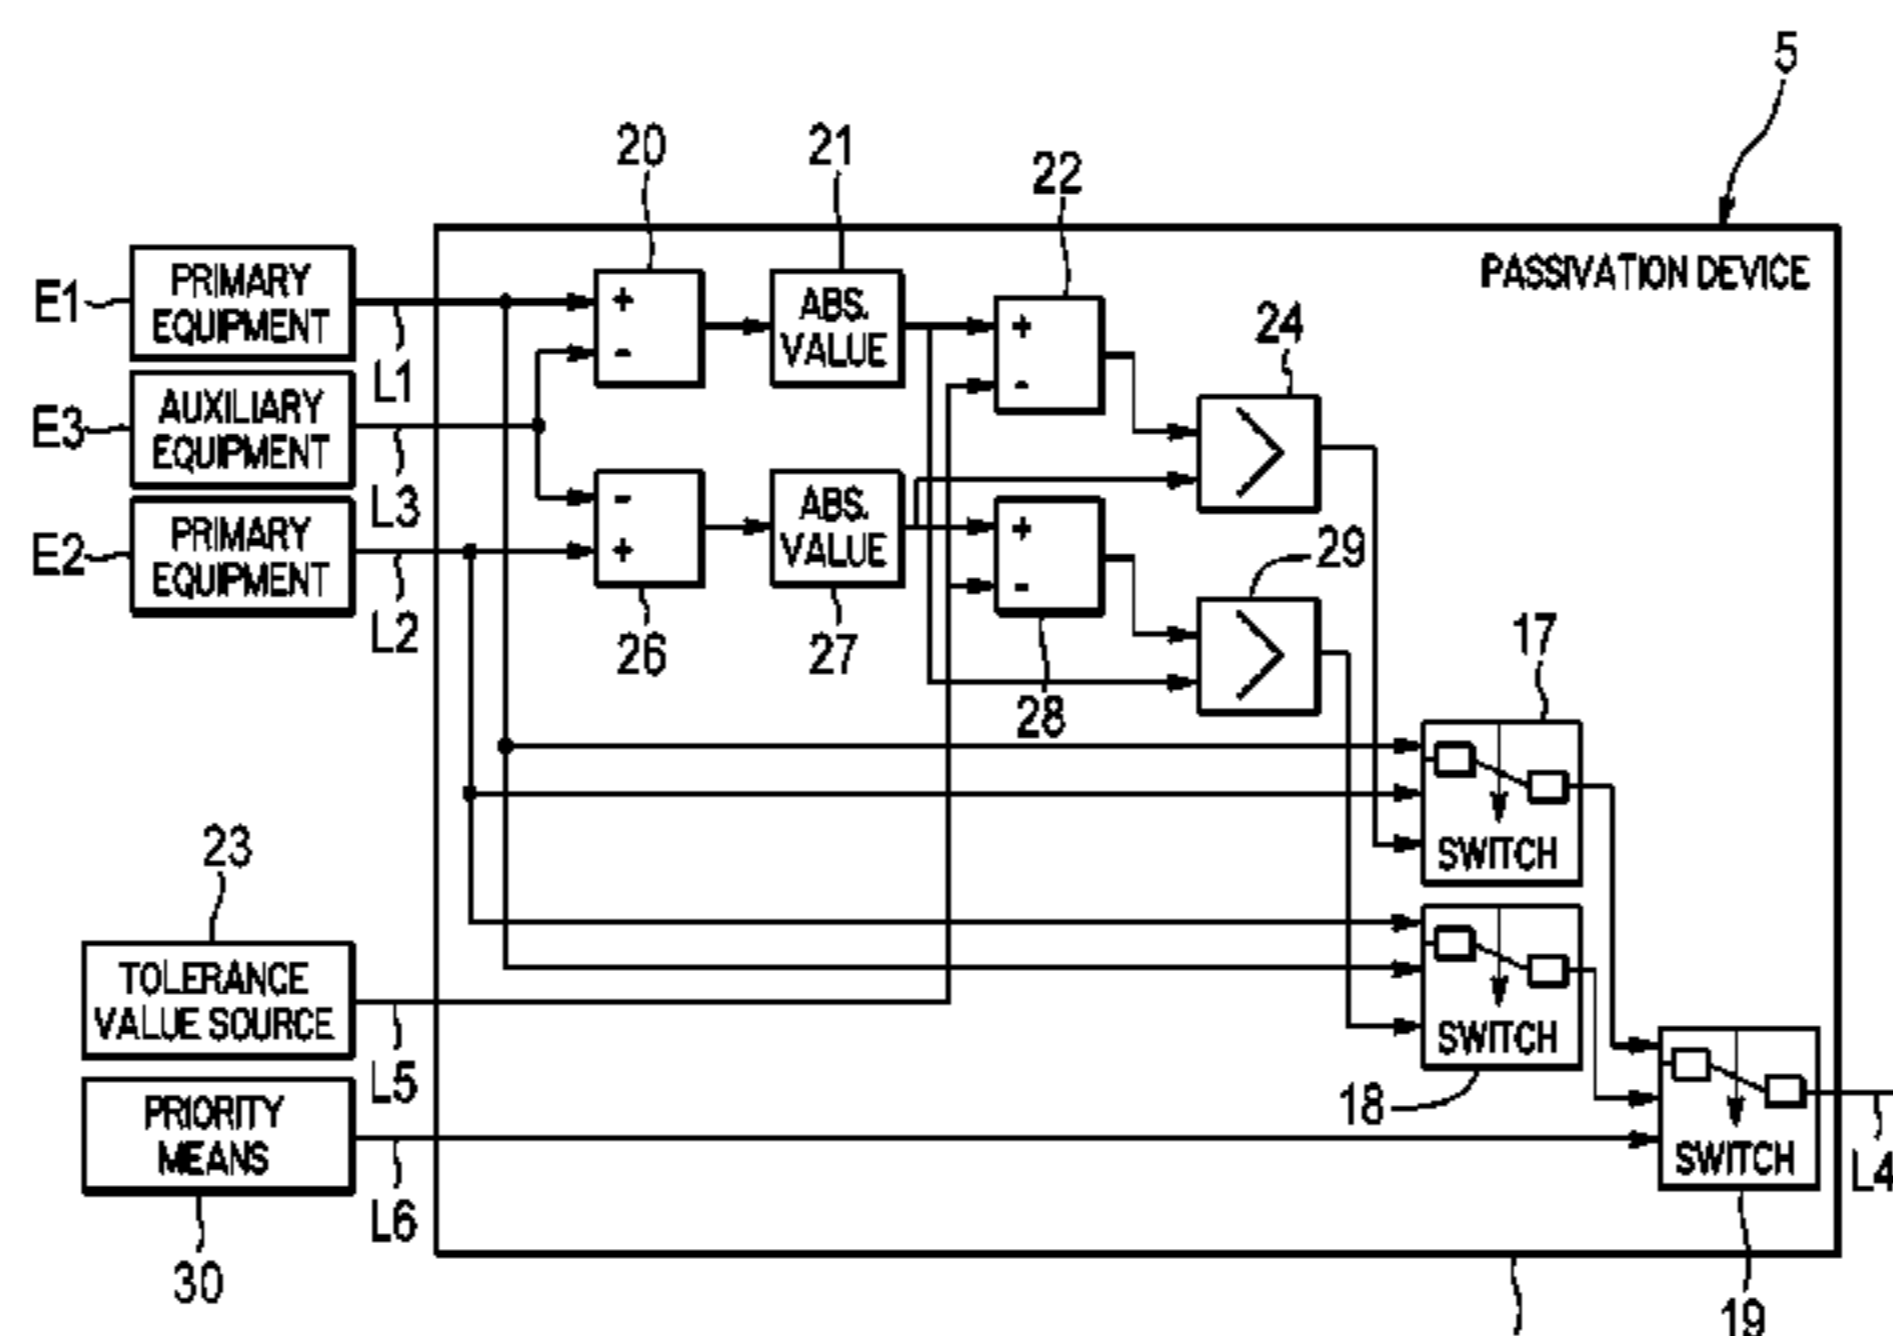 5
20
21
22
PASSIVATION DEVICE
E1
PRIMARY
EQUIPMENT
+
-
ABS.
VALUE
+
-
24
L1
E3
AUXILIARY
EQUIPMENT
L3
E2
PRIMARY
EQUIPMENT
-
+
ABS.
VALUE
+
-
29
L2
26
27
28
17
SWITCH
23
TOLERANCE
VALUE SOURCE
SWITCH
L5
18
PRIORITY
MEANS
SWITCH
L4
L6
30
19